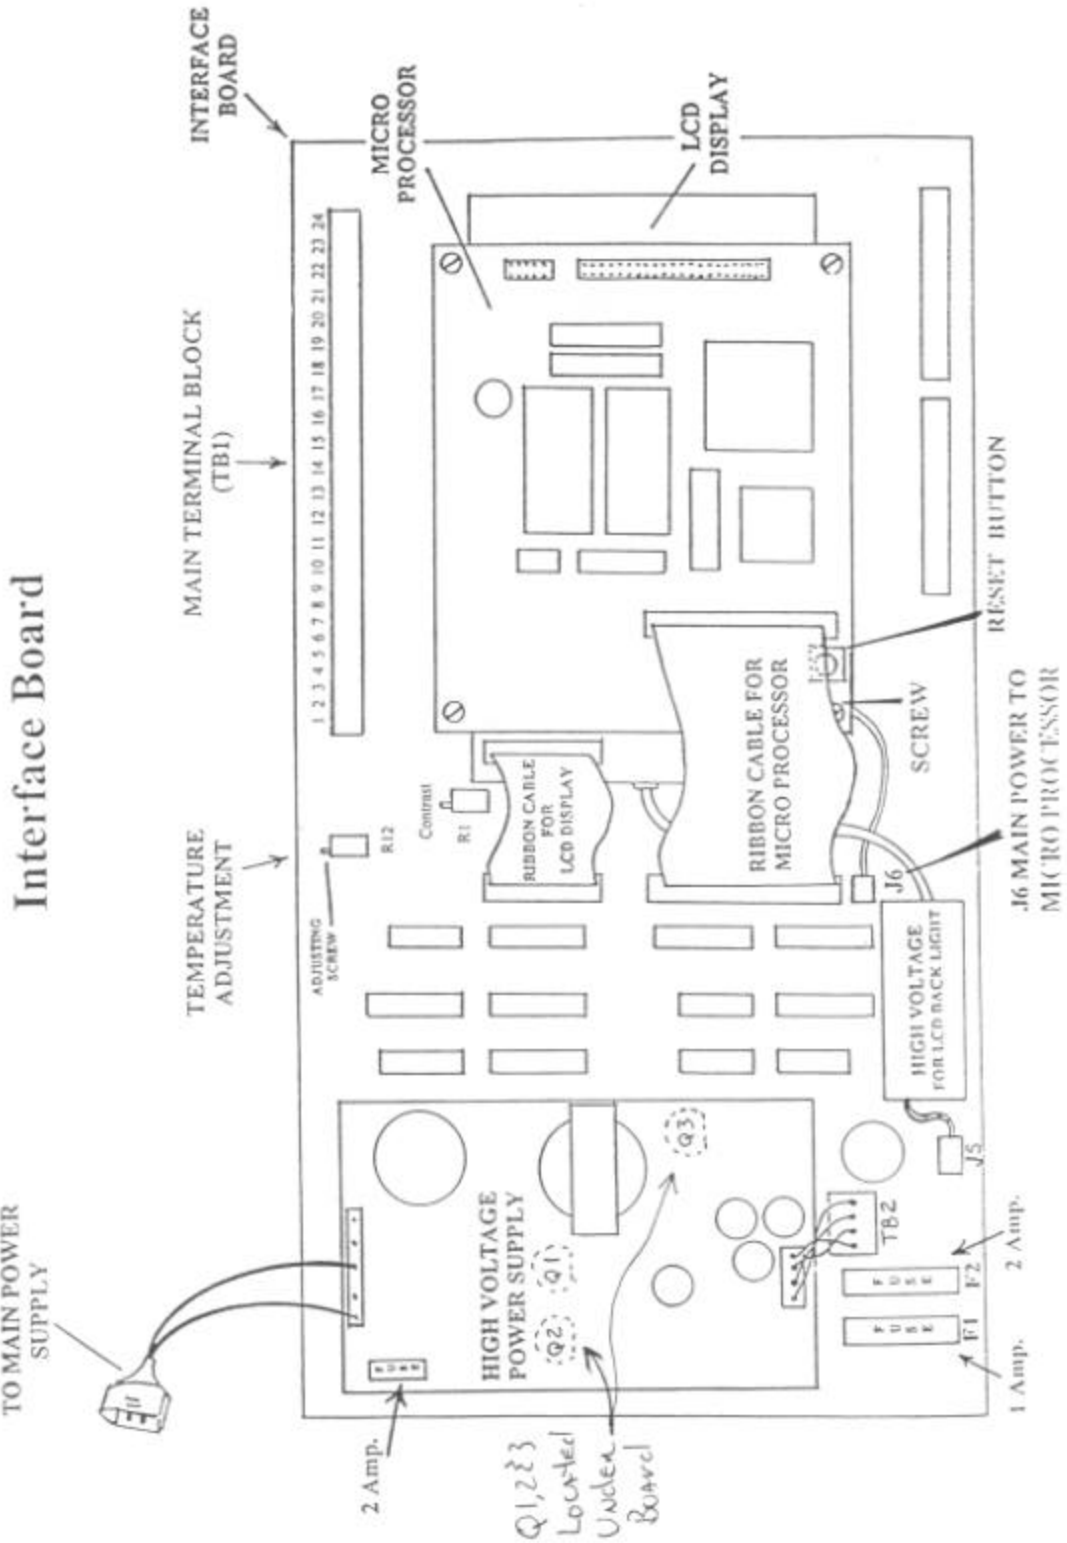 Interface Board
TO MAIN POWER
SUPPLY
TEMPERATURE
ADJUSTMENT
MAIN TERMINAL BLOCK
(TB1)
INTERFACE
BOARD
ADJUSTING
SCREW
R12
1 2 3 4 5 6 7 8 9 10 11 12 13 14 15 16 17 18 19 20 21 22 23 24
MICRO
PROCESSOR
LCD
DISPLAY
Contrast
R1
RIBBON CABLE
FOR
LCD DISPLAY
RIBBON CABLE FOR
MICRO PROCESSOR
2 Amp.
FUSE
HIGH VOLTAGE
POWER SUPPLY
Q2
Q1
Q3
Q1,2&3
Located
Under
Board
TB2
FUSE
F1
FUSE
F2
1 Amp.
2 Amp.
J5
HIGH VOLTAGE
FOR LCD BACK LIGHT
J6
SCREW
RESET BUTTON
J6 MAIN POWER TO
MICRO PROCESSOR